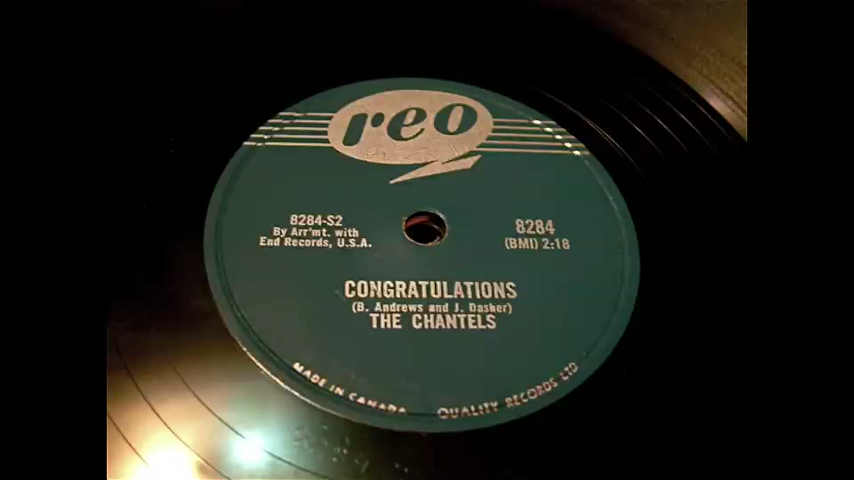 reo
8284-S2
By Arr'mt. with
End Records, U.S.A.
8284
(BMI) 2:18
CONGRATULATIONS
(B. Andrews and J. Dasher)
THE CHANTELS
MADE IN CANADA
QUALITY RECORDS LTD